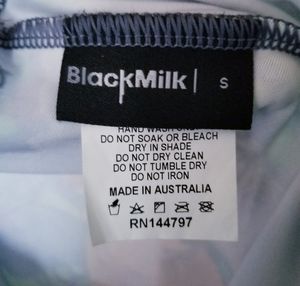 BlackMilk S
HAND WASH ONLY
DO NOT SOAK OR BLEACH
DRY IN SHADE
DO NOT DRY CLEAN
DO NOT TUMBLE DRY
DO NOT IRON
MADE IN AUSTRALIA
RN144797